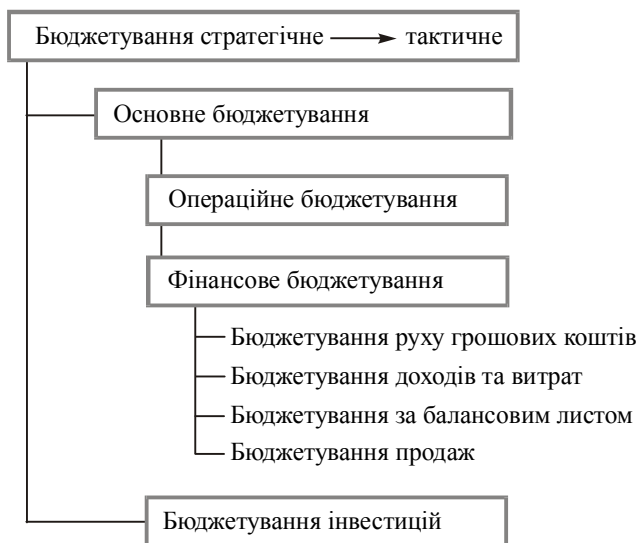 Бюджетування стратегічне → тактичне
Основне бюджетування
Операційне бюджетування
Фінансове бюджетування
Бюджетування руху грошових коштів
Бюджетування доходів та витрат
Бюджетування за балансовим листом
Бюджетування продаж
Бюджетування інвестицій